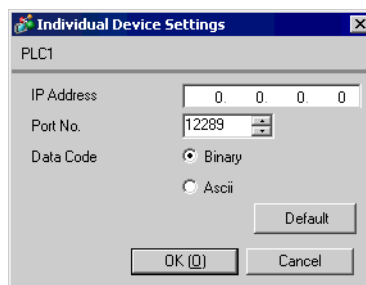 Individual Device Settings
PLC1
IP Address 0. 0. 0. 0
Port No. 12289
Data Code Binary
Ascii
Default
OK (O) Cancel